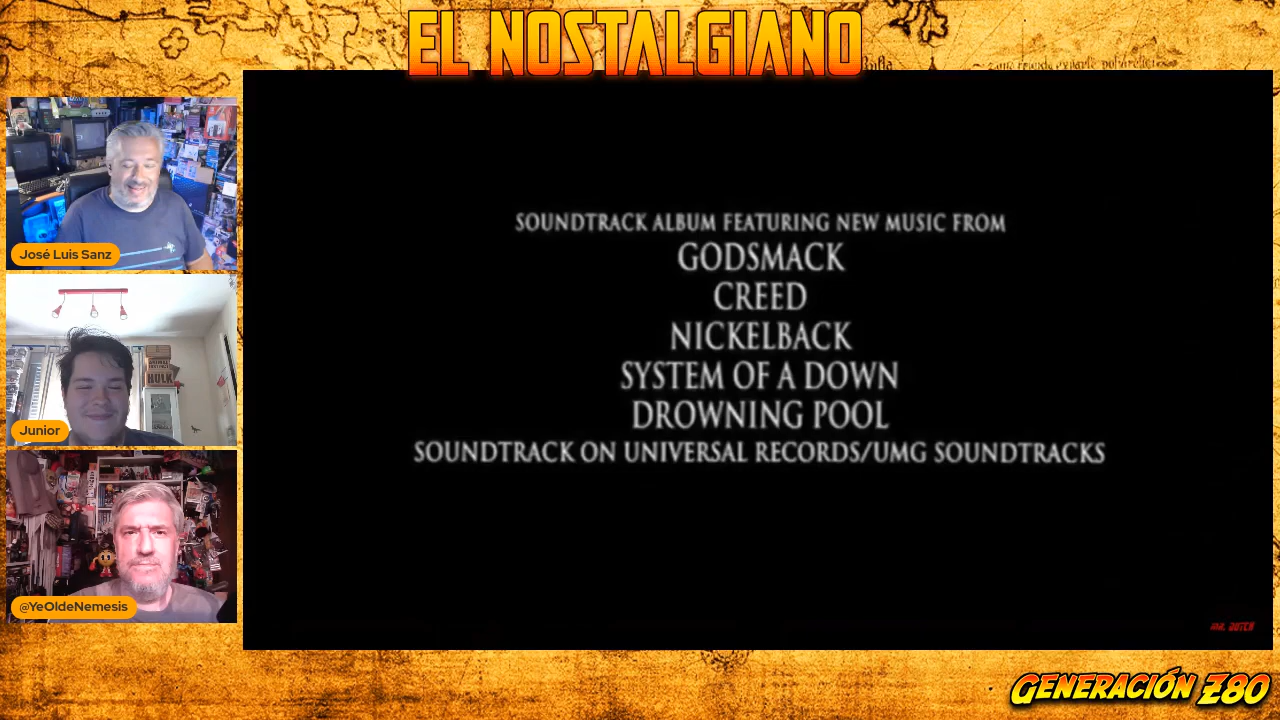 EL NOSTALGIANO
José Luis Sanz
HULK
Junior
@YeOldeNemesis
SOUNDTRACK ALBUM FEATURING NEW MUSIC FROM
GODSMACK
CREED
NICKELBACK
SYSTEM OF A DOWN
DROWNING POOL
SOUNDTRACK ON UNIVERSAL RECORDS/UMG SOUNDTRACKS
GENERACIÓN Z80